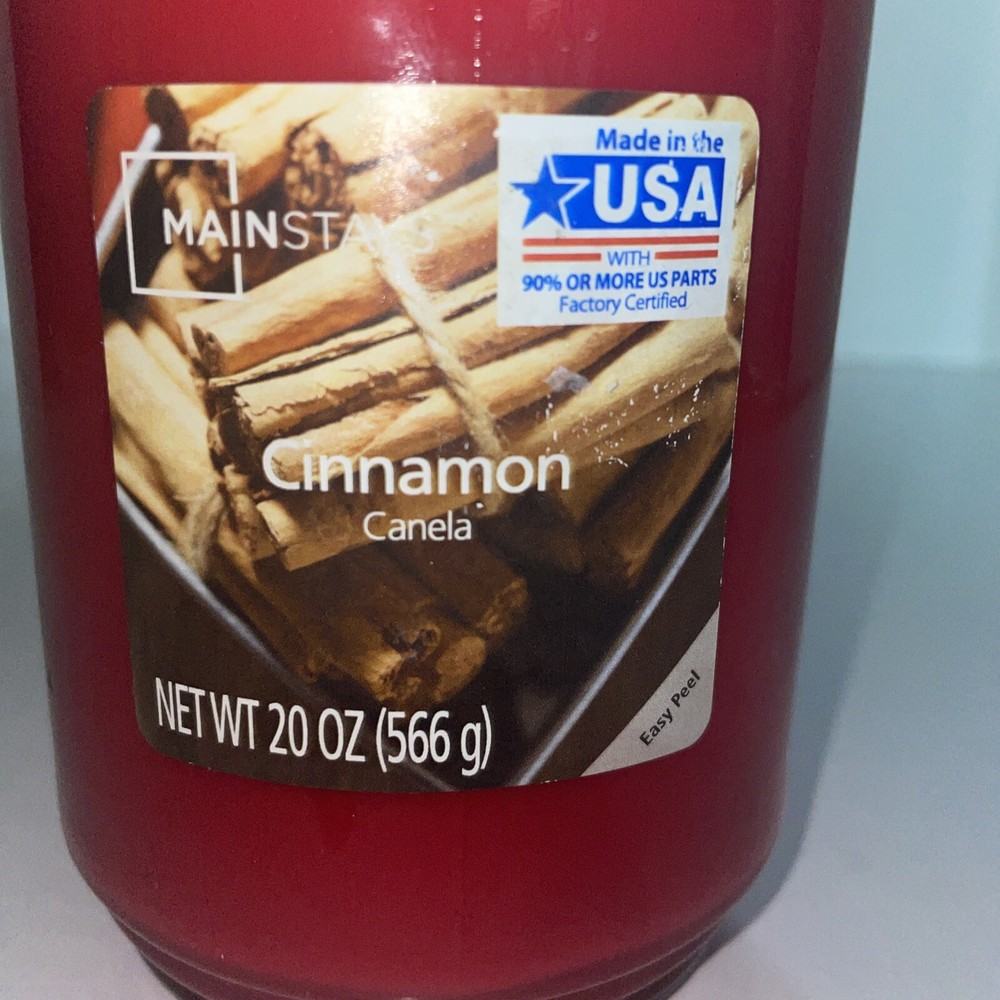 MAINSTAYS
Made in the
USA
WITH
90% OR MORE US PARTS
Factory Certified
Cinnamon
Canela
NET WT 20 OZ (566 g)
Easy Peel